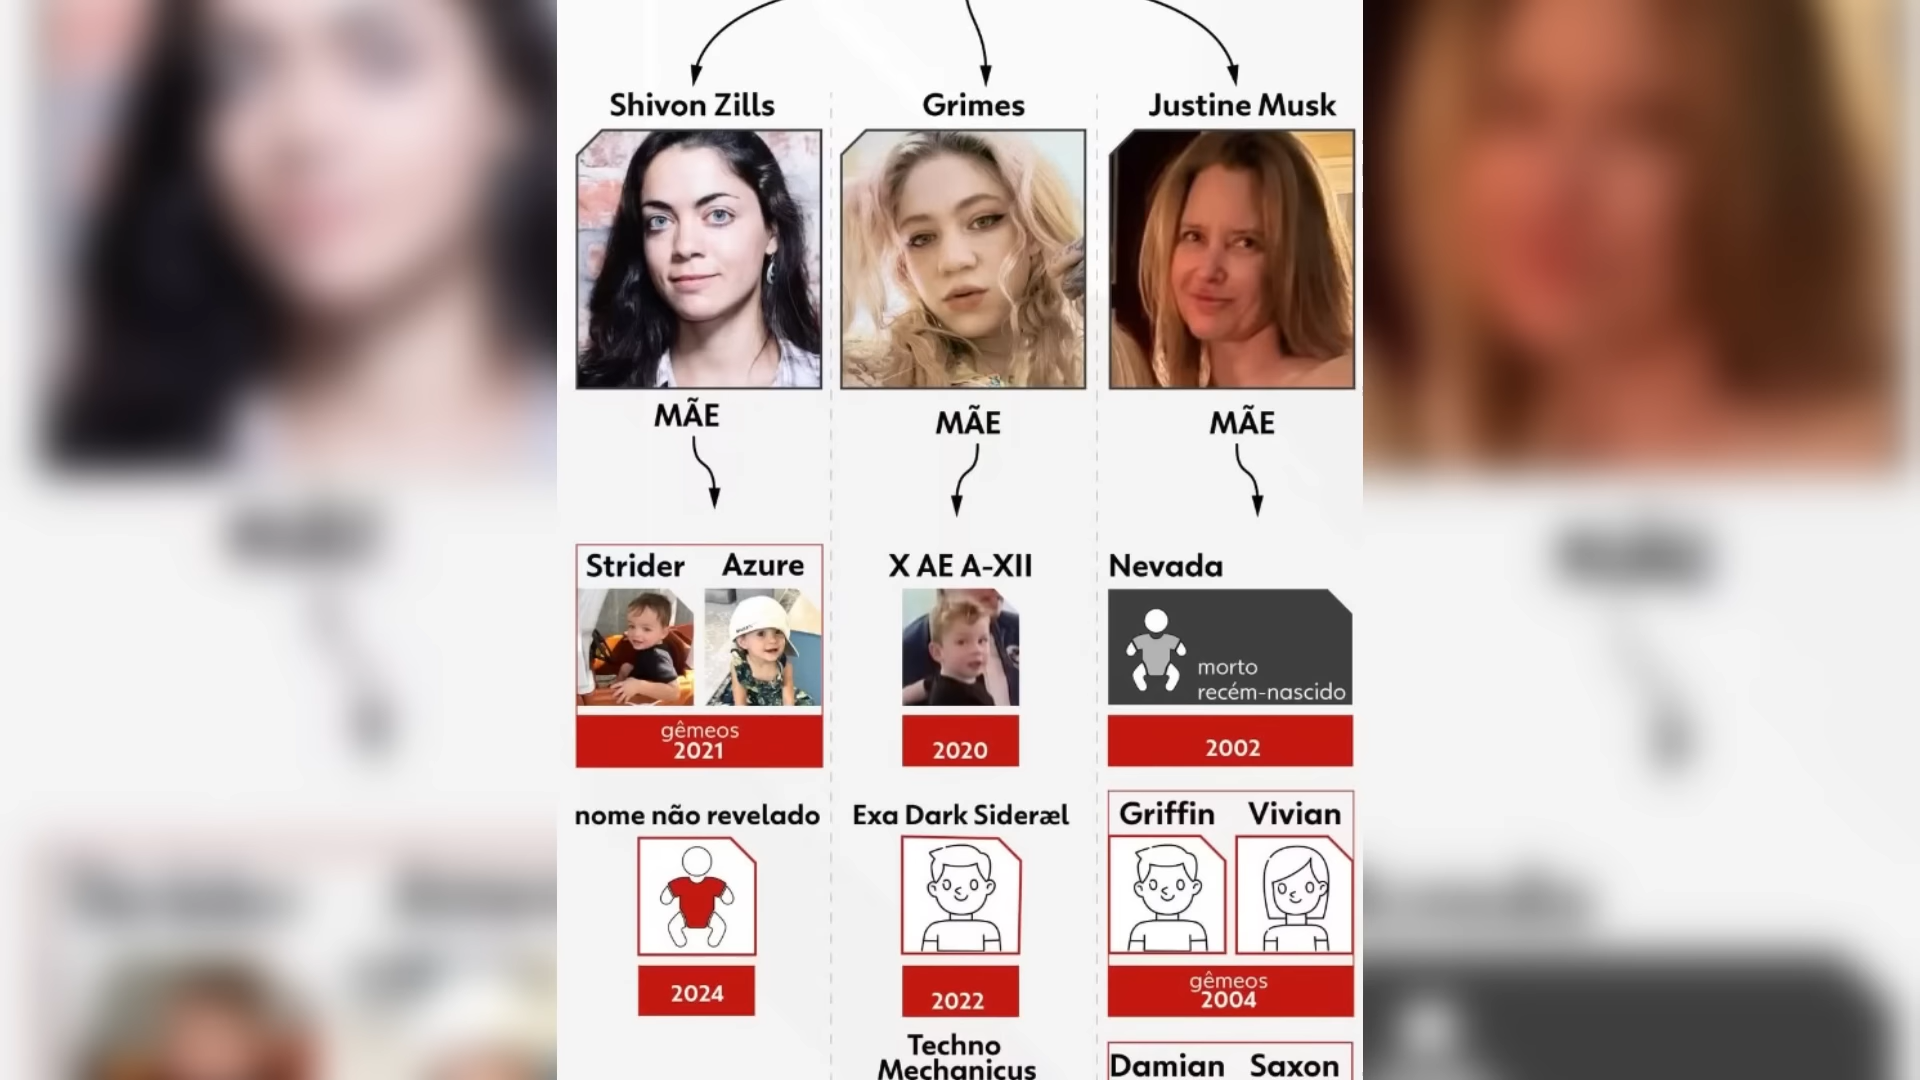 Shivon Zills
Grimes
Justine Musk
MÃE
MÃE
MÃE
Strider
Azure
gêmeos
2021
X AE A-XII
2020
Nevada
morto
recém-nascido
2002
nome não revelado
2024
Exa Dark Sideræl
2022
Griffin
Vivian
gêmeos
2004
Techno
Mechanicus
Damian
Saxon